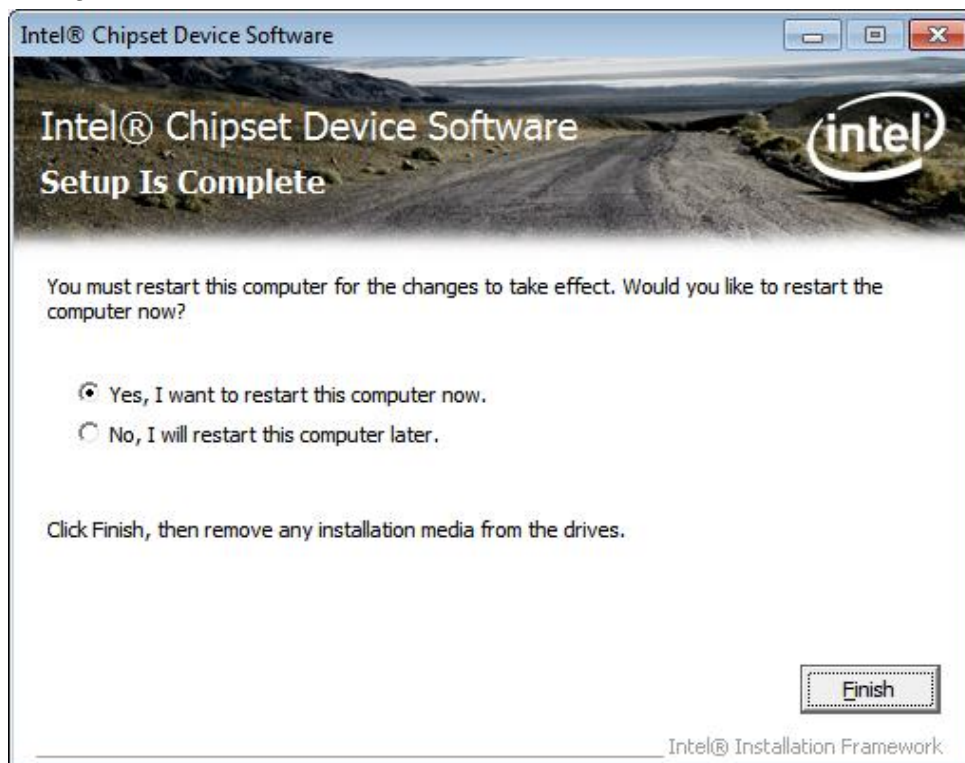 Intel® Chipset Device Software
Intel® Chipset Device Software
intel
Setup Is Complete
You must restart this computer for the changes to take effect. Would you like to restart the
computer now?
Yes, I want to restart this computer now.
No, I will restart this computer later.
Click Finish, then remove any installation media from the drives.
Finish
Intel® Installation Framework